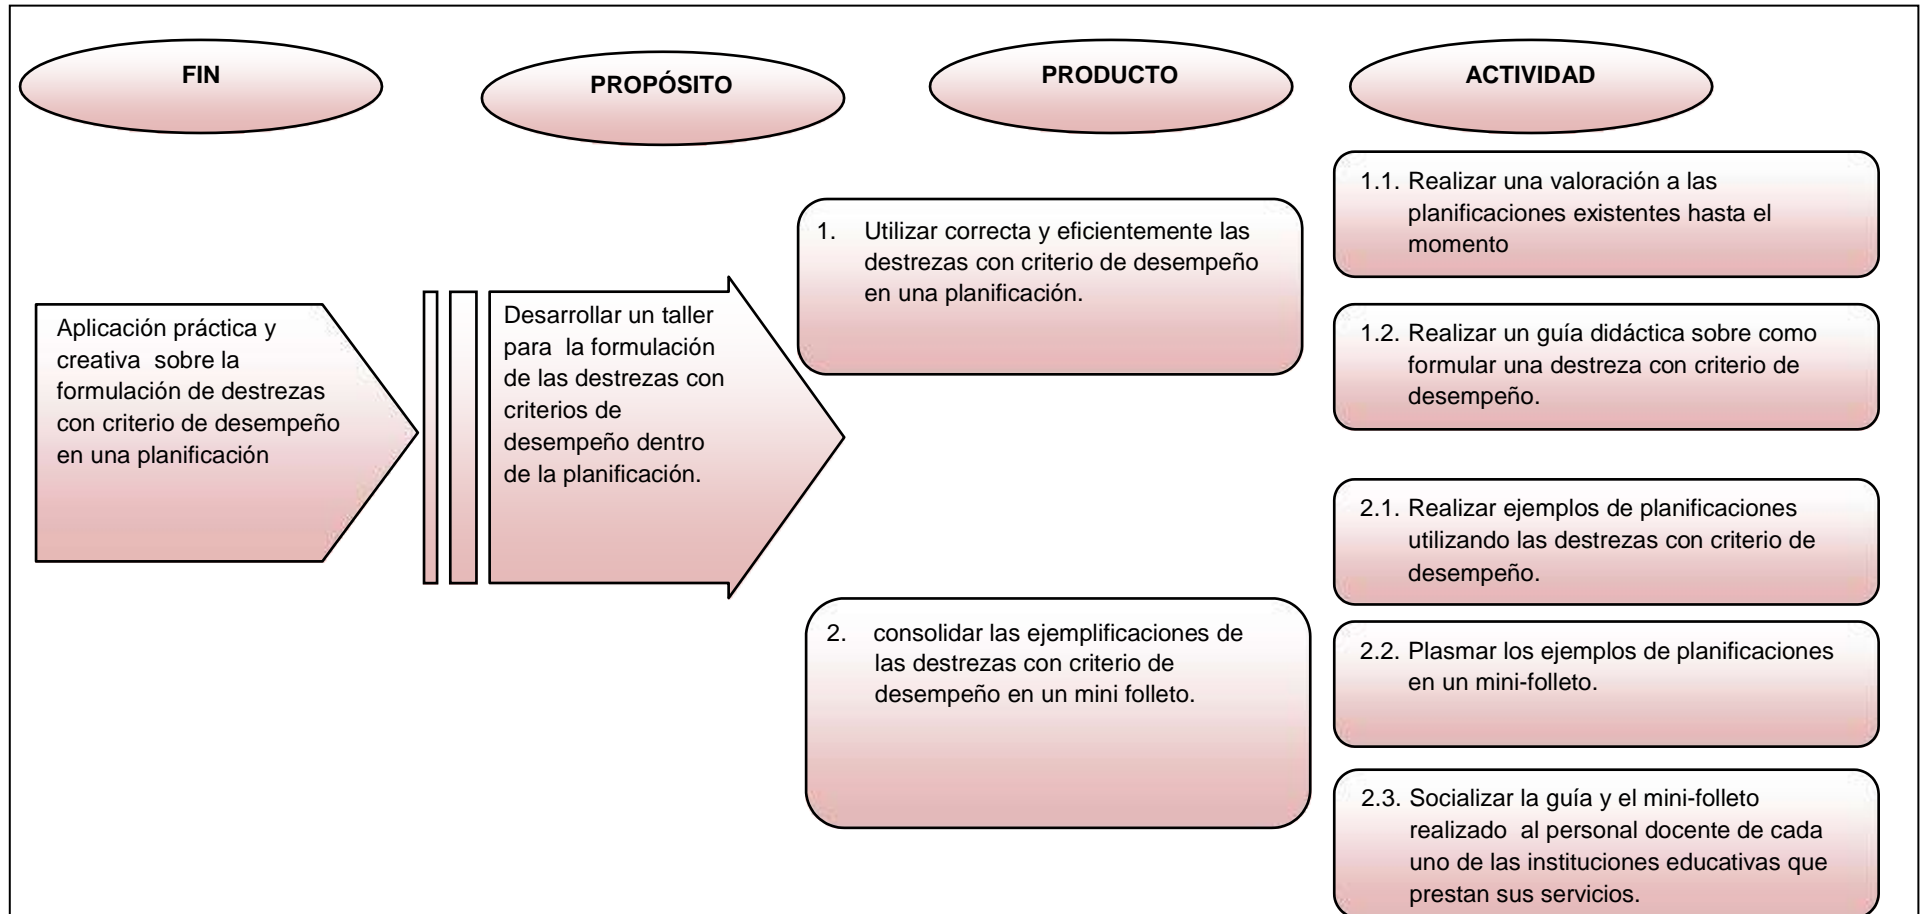 FIN
PROPÓSITO
PRODUCTO
ACTIVIDAD
Aplicación práctica y
creativa sobre la
formulación de destrezas
con criterio de desempeño
en una planificación
Desarrollar un taller
para la formulación
de las destrezas con
criterios de
desempeño dentro
de la planificación.
1. Utilizar correcta y eficientemente las
destrezas con criterio de desempeño
en una planificación.
2. consolidar las ejemplificaciones de
las destrezas con criterio de
desempeño en un mini folleto.
1.1. Realizar una valoración a las
planificaciones existentes hasta el
momento
1.2. Realizar un guía didáctica sobre como
formular una destreza con criterio de
desempeño.
2.1. Realizar ejemplos de planificaciones
utilizando las destrezas con criterio de
desempeño.
2.2. Plasmar los ejemplos de planificaciones
en un mini-folleto.
2.3. Socializar la guía y el mini-folleto
realizado al personal docente de cada
uno de las instituciones educativas que
prestan sus servicios.